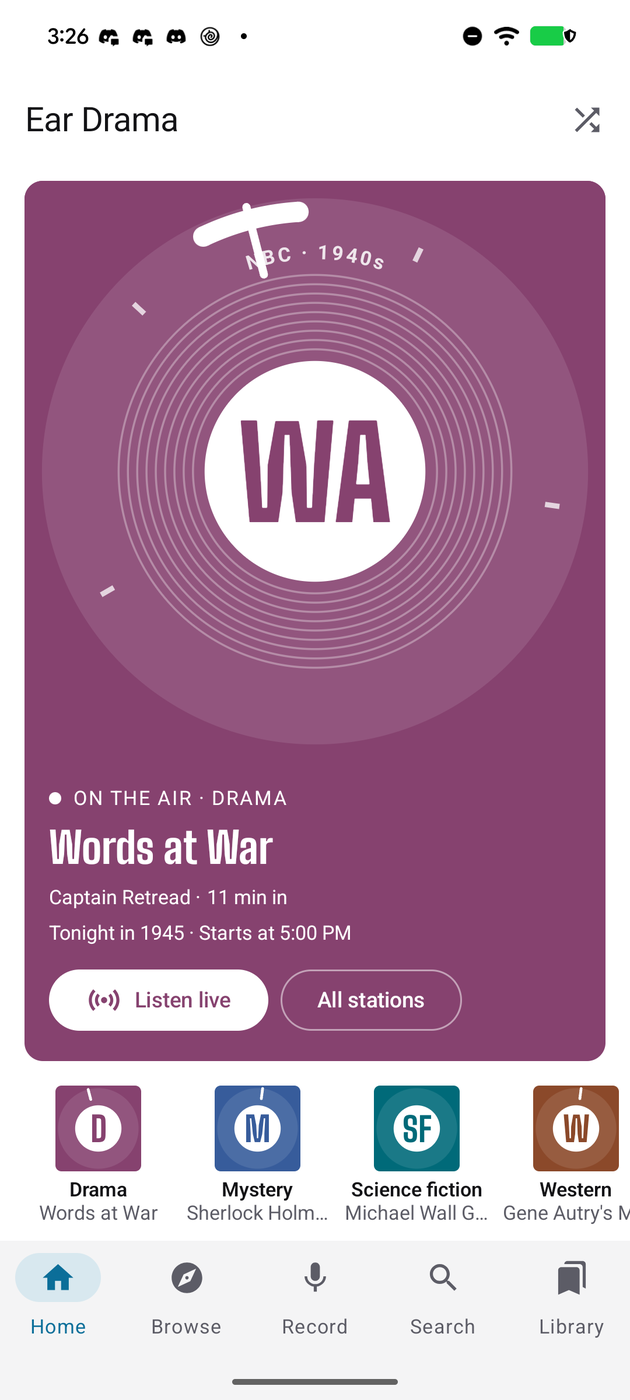 3:26
Ear Drama
NBC · 1940s
WA
ON THE AIR · DRAMA
Words at War
Captain Retread · 11 min in
Tonight in 1945 · Starts at 5:00 PM
Listen live
All stations
D
M
SF
W
Drama
Mystery
Science fiction
Western
Words at War
Sherlock Holm…
Michael Wall G…
Gene Autry's M
Home
Browse
Record
Search
Library